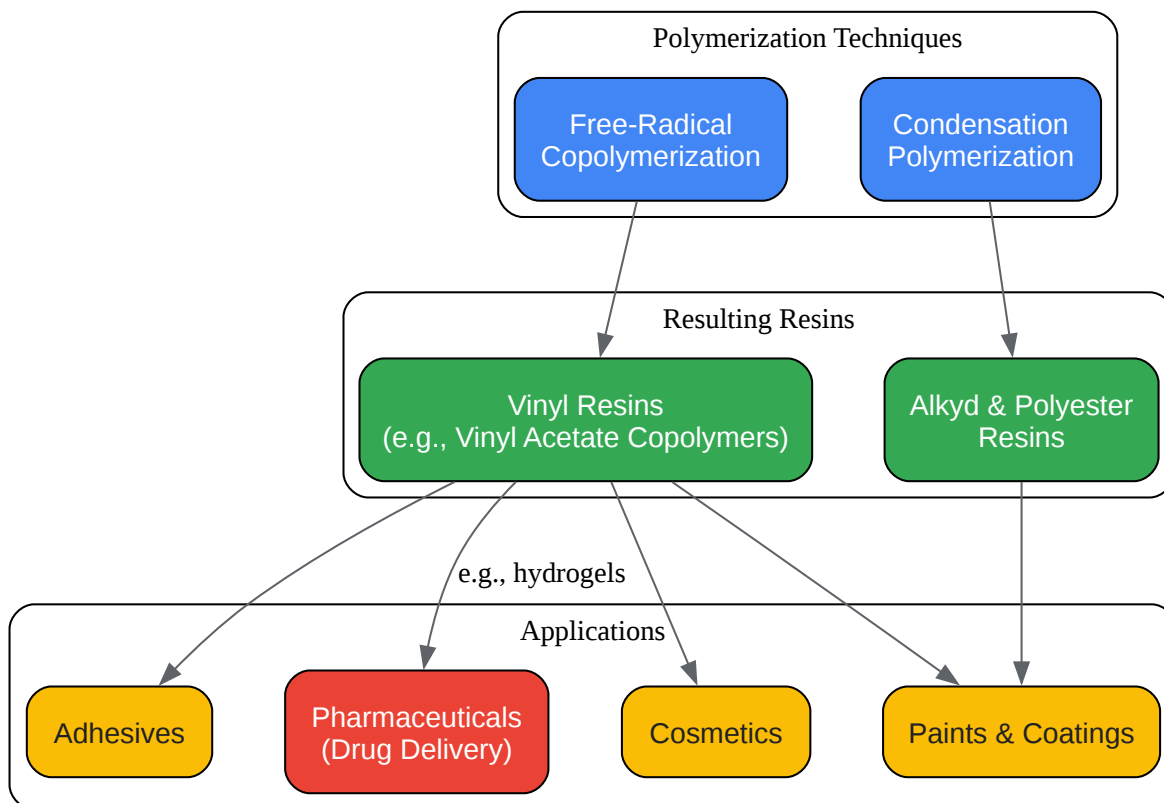 Polymerization Techniques
Free-Radical
Copolymerization
Condensation
Polymerization
Resulting Resins
Vinyl Resins
(e.g., Vinyl Acetate Copolymers)
Alkyd & Polyester
Resins
e.g., hydrogels
Applications
Adhesives
Pharmaceuticals
(Drug Delivery)
Cosmetics
Paints & Coatings